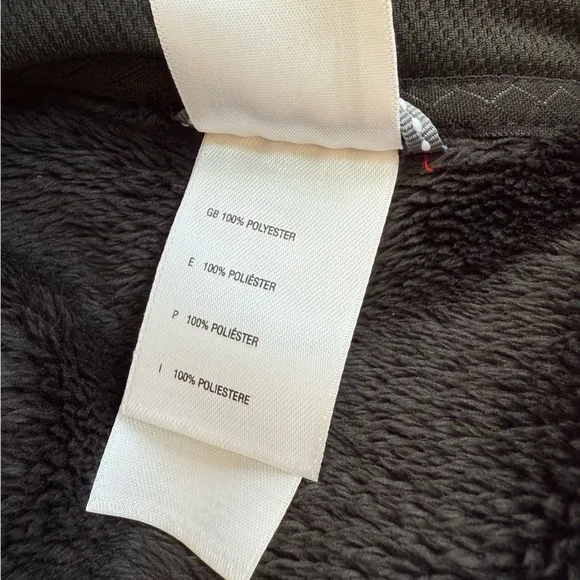 GB 100% POLYESTER
E 100% POLIÉSTER
P 100% POLIÉSTER
I 100% POLIESTERE